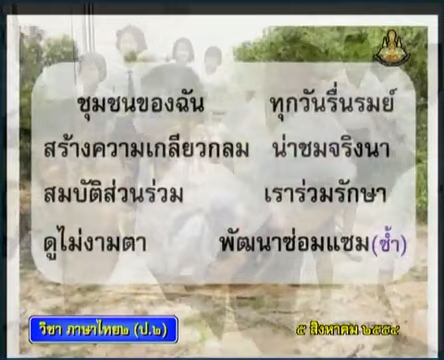 ชุมชนของฉัน ทุกวันรื่นรมย์
สร้างความเกลียวกลม น่าชมจริงนา
สมบัติส่วนร่วม เราร่วมรักษา
ดูไม่งามตา พัฒนาซ่อมแซม(ซ้ำ)
วิชา ภาษาไทย๒ (ป.๒) ๕ สิงหาคม ๒๕๕๔